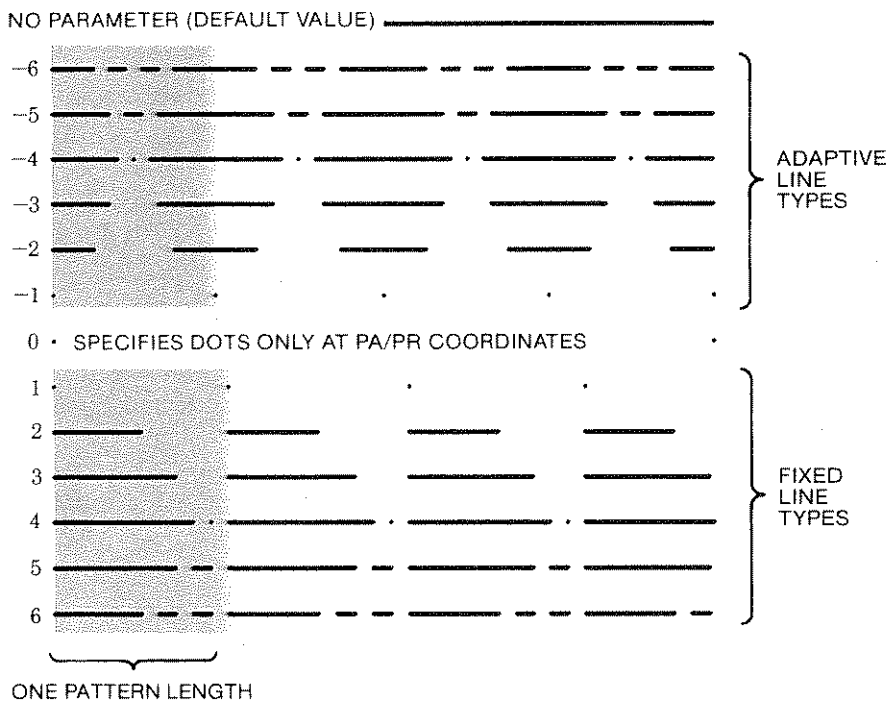 NO PARAMETER (DEFAULT VALUE)
−6
−5
−4
−3
−2
−1
ADAPTIVE
LINE
TYPES
0 SPECIFIES DOTS ONLY AT PA/PR COORDINATES
1
2
3
4
5
6
FIXED
LINE
TYPES
ONE PATTERN LENGTH